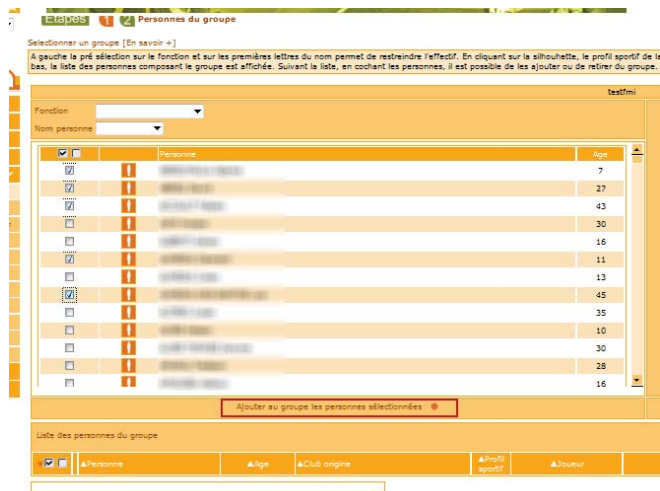 Etapes 1 2 Personnes du groupe
Selectionner un groupe [En savoir +]
A gauche la pré sélection sur le fonction et sur les premières lettres du nom permet de restreindre l'effectif. En cliquant sur la silhouhette, le profil sportif de la
bas, la liste des personnes composant le groupe est affichée. Suivant la liste, en cochant les personnes, il est possible de les ajouter ou de retirer du groupe.
testfmi
Fonction
Nom personne
Personne Age
7
27
43
30
16
11
13
45
35
10
30
28
16
Ajouter au groupe les personnes sélectionnées
Liste des personnes du groupe
Personne Age Club origine Profil sportif Joueur